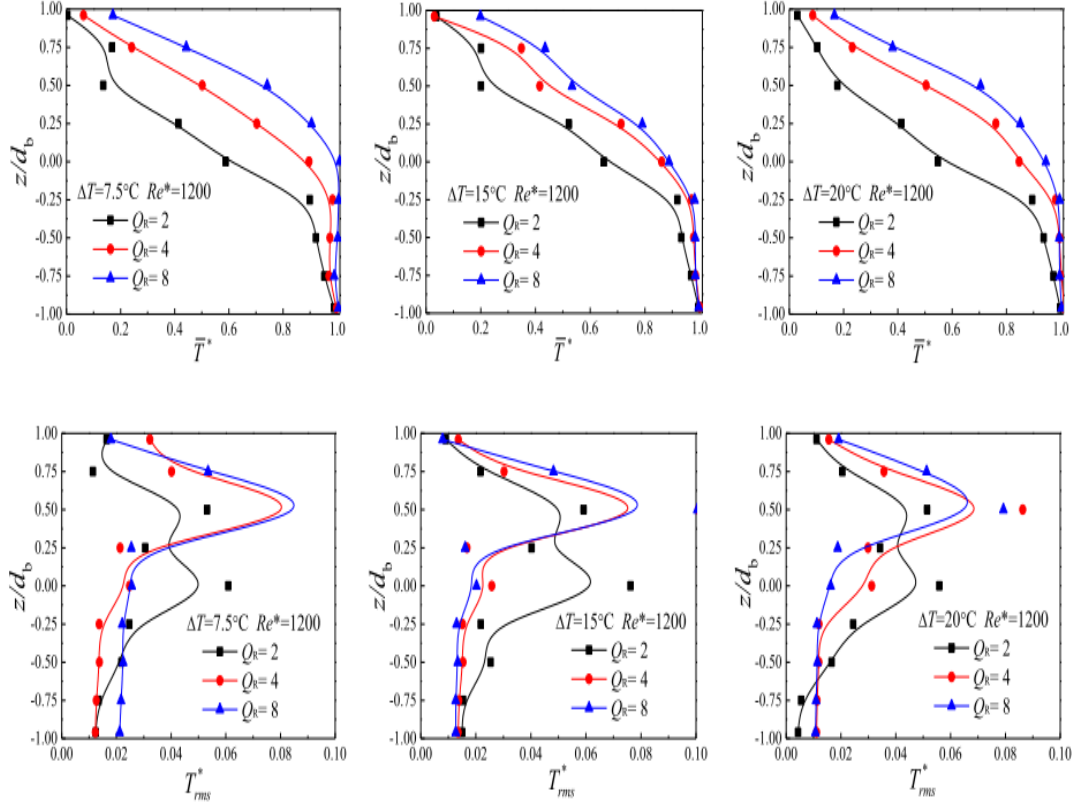 1.00
0.75
0.50
0.25
0.00
-0.25
-0.50
-0.75
-1.00
z/d_b
ΔT=7.5°C Re*=1200
Q_R= 2
Q_R= 4
Q_R= 8
0.0 0.2 0.4 0.6 0.8 1.0
T̅*
1.00
0.75
0.50
0.25
0.00
-0.25
-0.50
-0.75
-1.00
z/d_b
ΔT=15°C Re*=1200
Q_R= 2
Q_R= 4
Q_R= 8
0.0 0.2 0.4 0.6 0.8 1.0
T̅*
1.00
0.75
0.50
0.25
0.00
-0.25
-0.50
-0.75
-1.00
z/d_b
ΔT=20°C Re*=1200
Q_R= 2
Q_R= 4
Q_R= 8
0.0 0.2 0.4 0.6 0.8 1.0
T̅*
1.00
0.75
0.50
0.25
0.00
-0.25
-0.50
-0.75
-1.00
z/d_b
ΔT=7.5°C Re*=1200
Q_R= 2
Q_R= 4
Q_R= 8
0.00 0.02 0.04 0.06 0.08 0.10
T*_rms
1.00
0.75
0.50
0.25
0.00
-0.25
-0.50
-0.75
-1.00
z/d_b
ΔT=15°C Re*=1200
Q_R= 2
Q_R= 4
Q_R= 8
0.00 0.02 0.04 0.06 0.08 0.10
T*_rms
1.00
0.75
0.50
0.25
0.00
-0.25
-0.50
-0.75
-1.00
z/d_b
ΔT=20°C Re*=1200
Q_R= 2
Q_R= 4
Q_R= 8
0.00 0.02 0.04 0.06 0.08 0.10
T*_rms